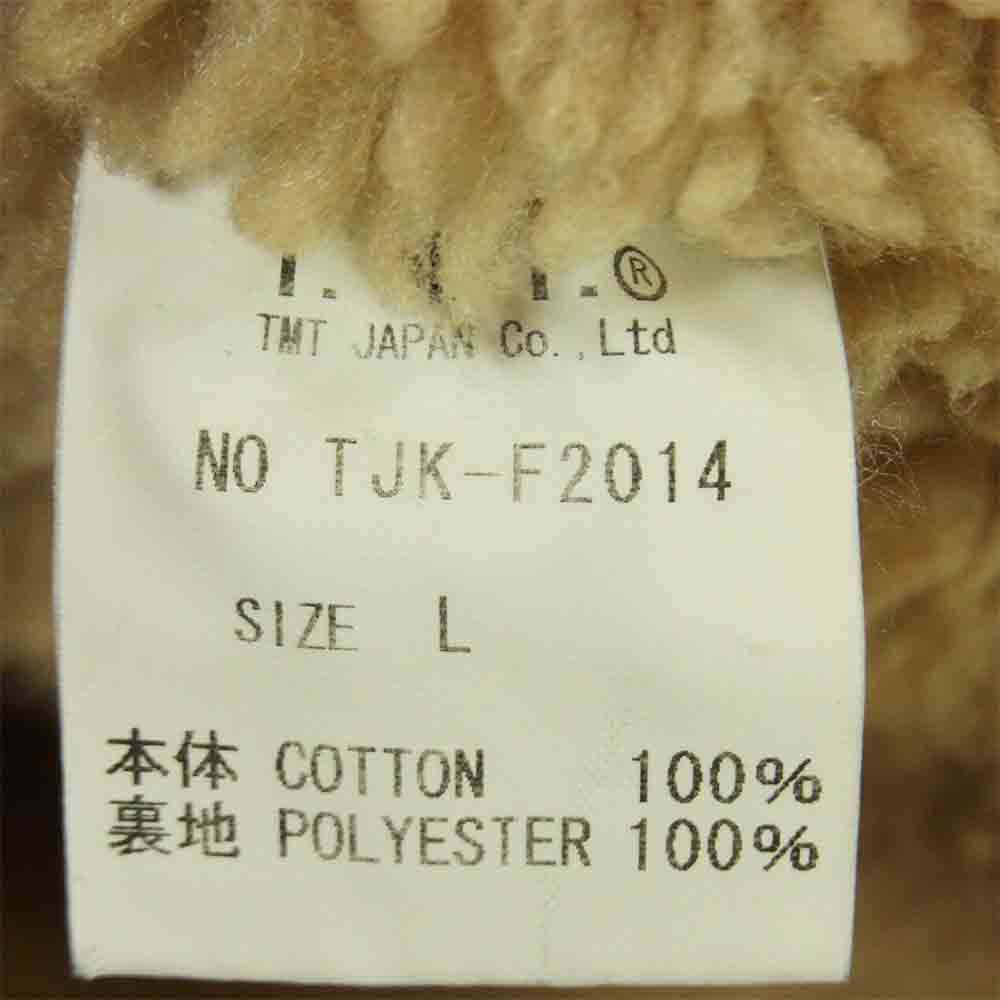 ®
TMT JAPAN Co.,Ltd
NO TJK-F2014
SIZE L
本体 COTTON 100%
裏地 POLYESTER 100%